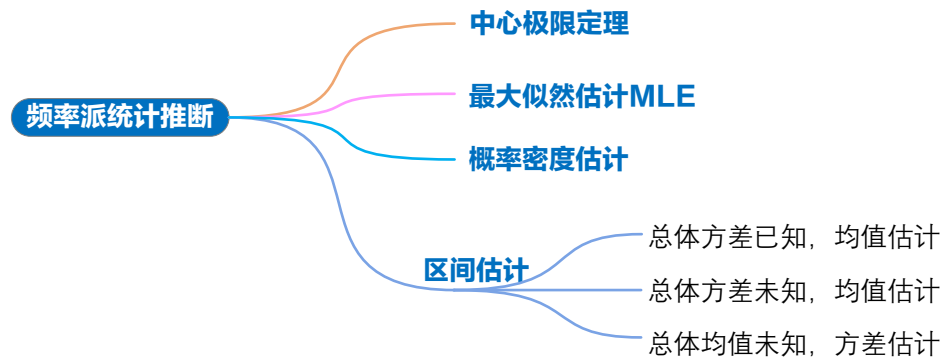 频率派统计推断
中心极限定理
最大似然估计MLE
概率密度估计
区间估计
总体方差已知，均值估计
总体方差未知，均值估计
总体均值未知，方差估计